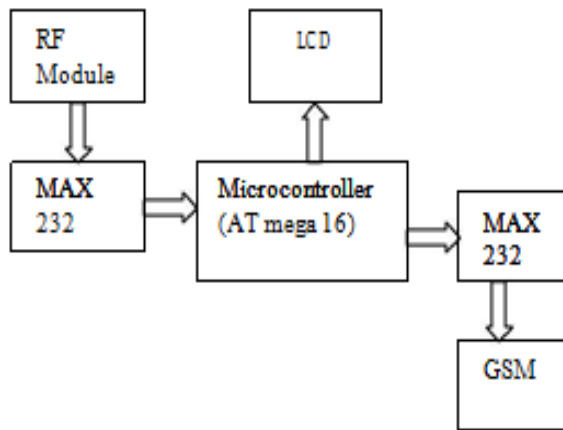 RF
Module
LCD
MAX
232
Microcontroller
(AT mega 16)
MAX
232
GSM